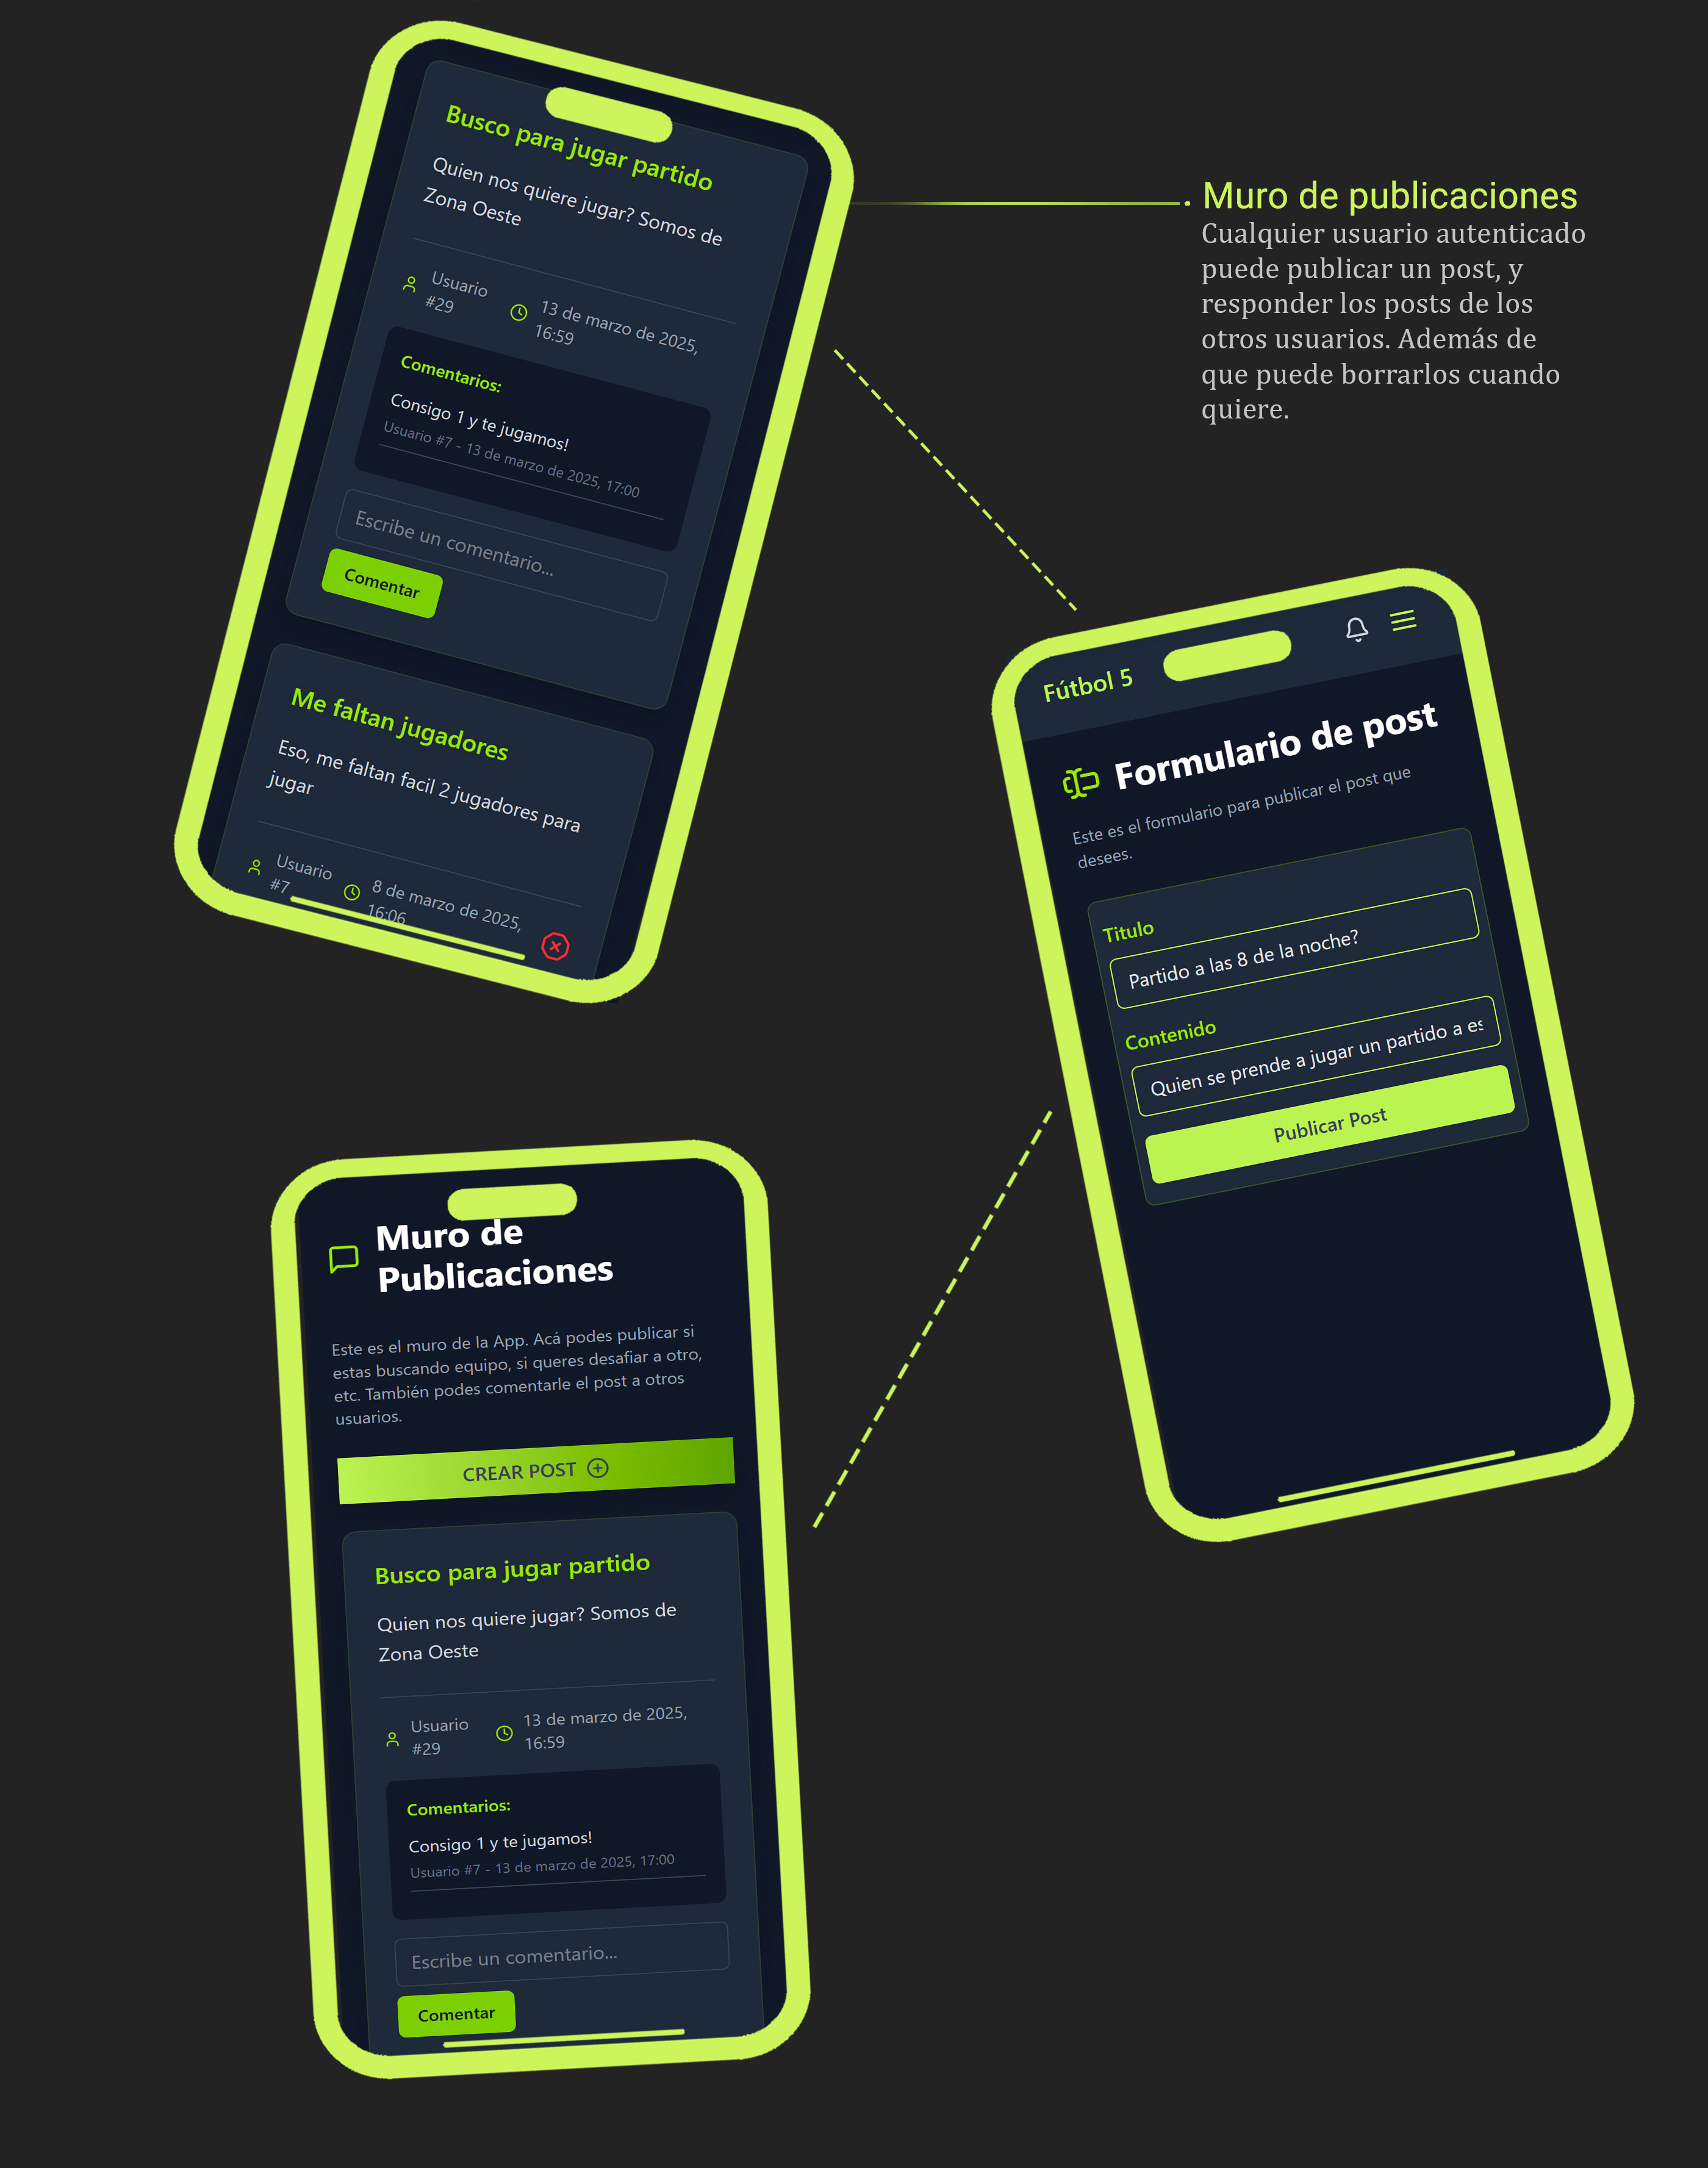 Busco para jugar partido
Quien nos quiere jugar? Somos de
Zona Oeste
Usuario
#29
13 de marzo de 2025,
16:59
Comentarios:
Consigo 1 y te jugamos!
Usuario #7 - 13 de marzo de 2025, 17:00
Escribe un comentario...
Comentar
Me faltan jugadores
Eso, me faltan facil 2 jugadores para
jugar
Usuario
#7
8 de marzo de 2025,
16:06
Muro de publicaciones
Cualquier usuario autenticado
puede publicar un post, y
responder los posts de los
otros usuarios. Además de
que puede borrarlos cuando
quiere.
Fútbol 5
Formulario de post
Este es el formulario para publicar el post que
desees.
Titulo
Partido a las 8 de la noche?
Contenido
Quien se prende a jugar un partido a es
Publicar Post
Muro de
Publicaciones
Este es el muro de la App. Acá podes publicar si
estas buscando equipo, si queres desafiar a otro,
etc. También podes comentarle el post a otros
usuarios.
CREAR POST
Busco para jugar partido
Quien nos quiere jugar? Somos de
Zona Oeste
Usuario
#29
13 de marzo de 2025,
16:59
Comentarios:
Consigo 1 y te jugamos!
Usuario #7 - 13 de marzo de 2025, 17:00
Escribe un comentario...
Comentar